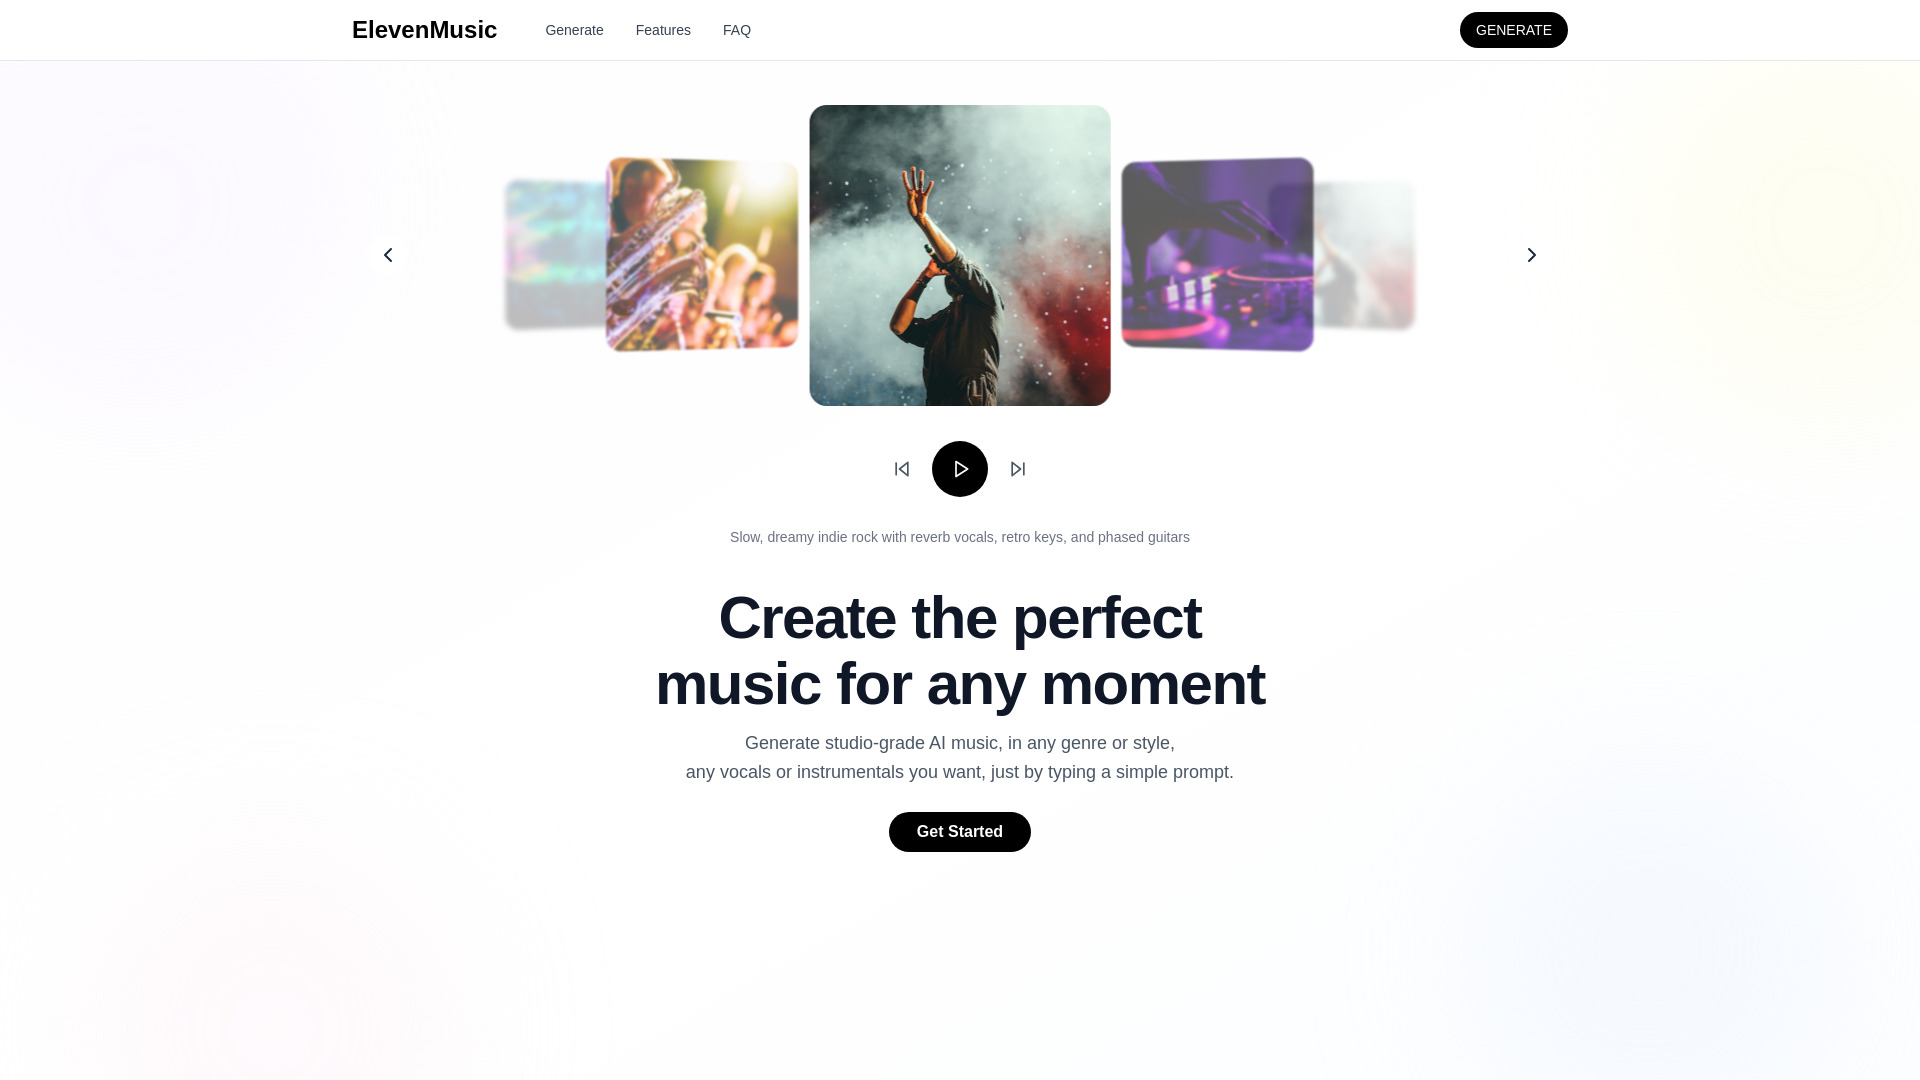 ElevenMusic
Generate
Features
FAQ
GENERATE
Slow, dreamy indie rock with reverb vocals, retro keys, and phased guitars
Create the perfect
music for any moment
Generate studio-grade AI music, in any genre or style,
any vocals or instrumentals you want, just by typing a simple prompt.
Get Started